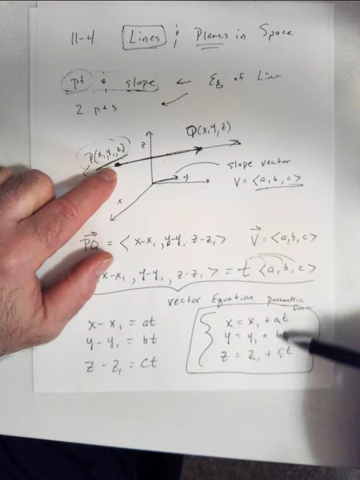 11-4 Lines & Planes in Space
pt & slope ← Eq of Line
2 pts
P(x₁,y₁,z₁)
Q(x,y,z)
z
y
x
slope vector
V = <a,b,c>
PQ = <x-x₁, y-y₁, z-z₁> V = <a,b,c>
x-x₁, y-y₁, z-z₁> = t <a,b,c>
vector Equation parametric
x-x₁ = at
y-y₁ = bt
z-z₁ = ct
x = x₁ + at
y = y₁ + bt
z = z₁ + ct